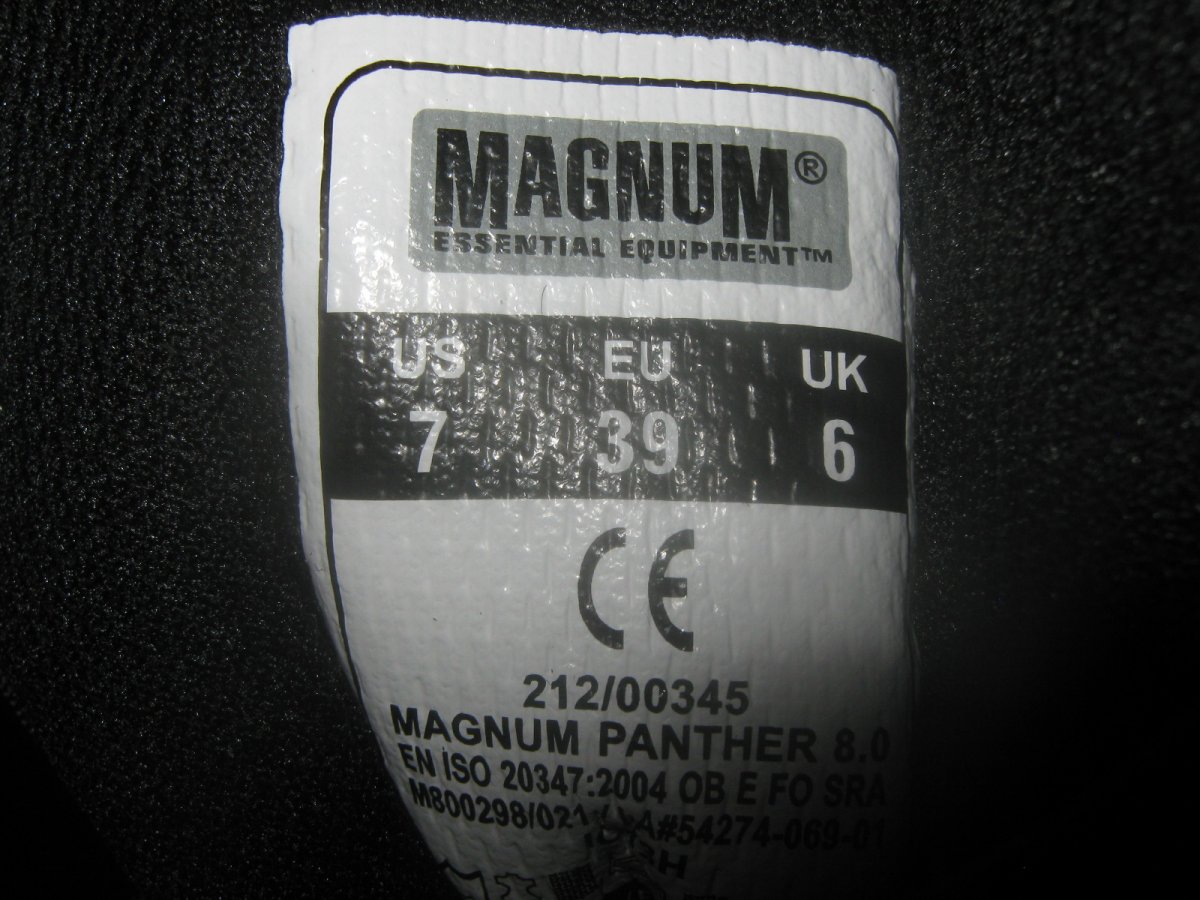 MAGNUM®
ESSENTIAL EQUIPMENT™
US EU UK
7 39 6
CE
212/00345
MAGNUM PANTHER 8.0
EN ISO 20347:2004 OB E FO SRA
M800298/021 A#54274-069-01